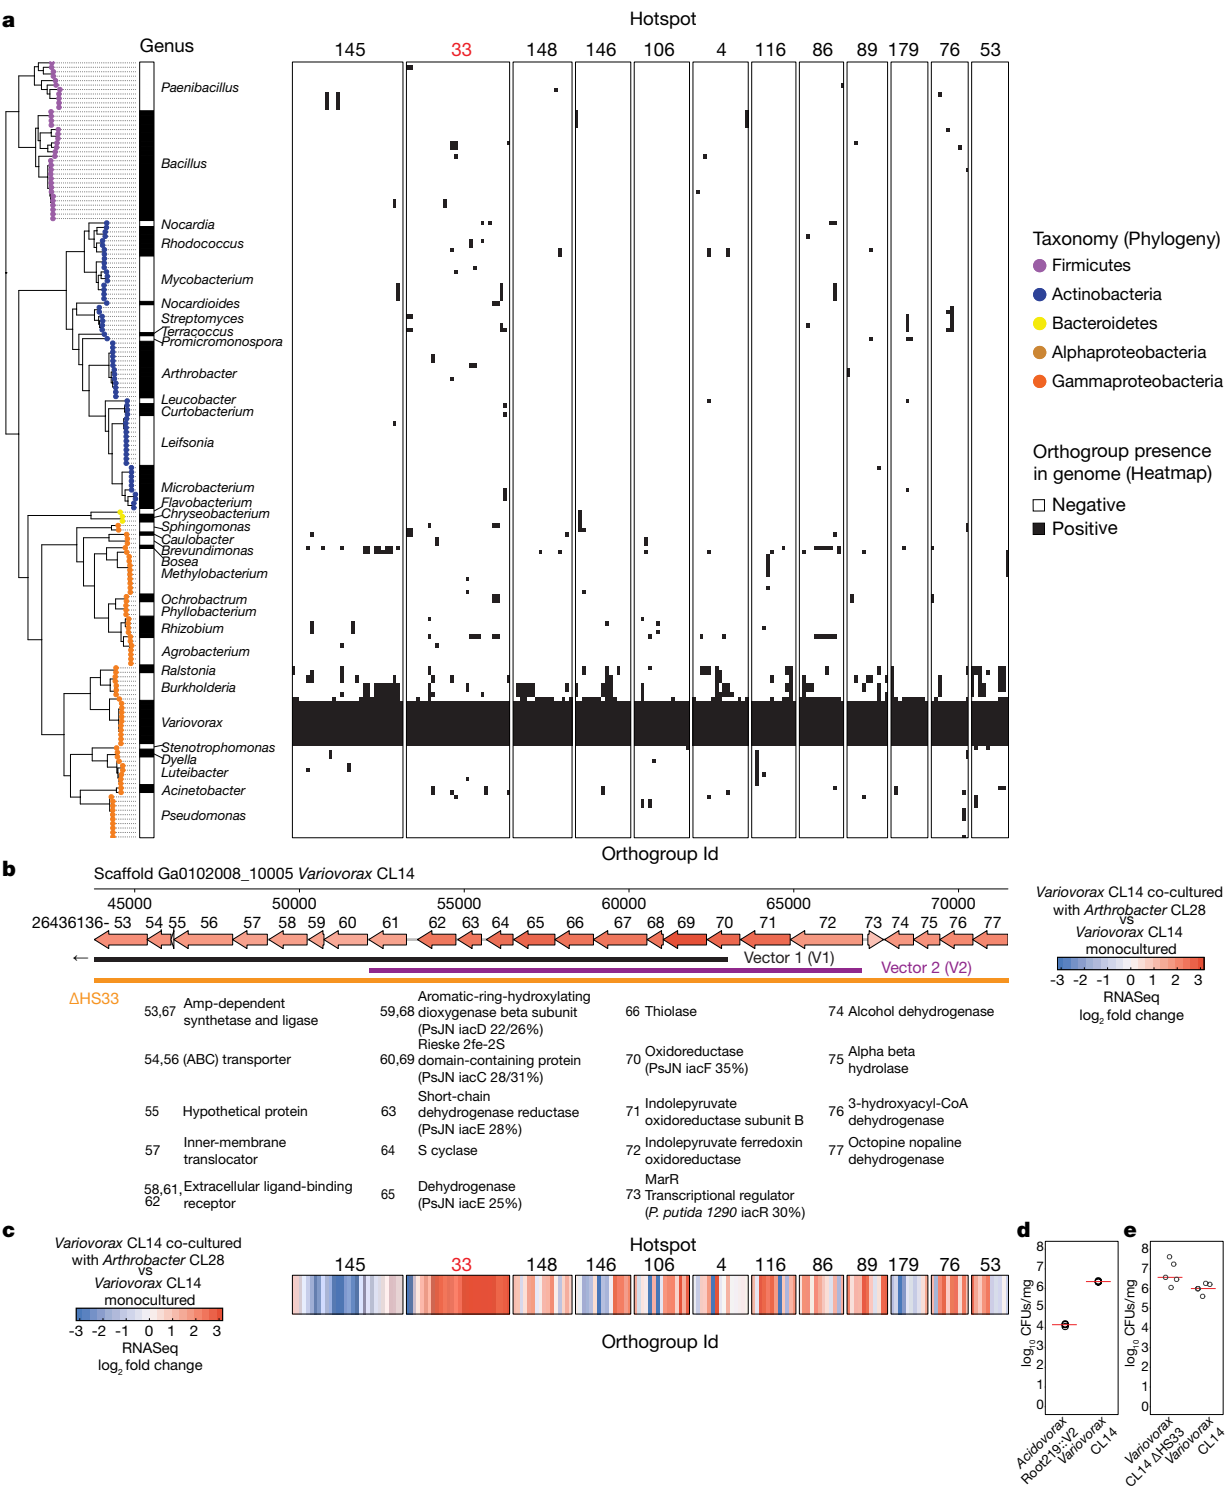 a
Hotspot
Genus
145 33 148 146 106 4 116 86 89 179 76 53
Paenibacillus
Bacillus
Nocardia
Rhodococcus
Mycobacterium
Nocardioides
Streptomyces
Terracoccus
Promicromonospora
Arthrobacter
Leucobacter
Curtobacterium
Leifsonia
Microbacterium
Flavobacterium
Chryseobacterium
Sphingomonas
Caulobacter
Brevundimonas
Bosea
Methylobacterium
Ochrobactrum
Phyllobacterium
Rhizobium
Agrobacterium
Ralstonia
Burkholderia
Variovorax
Stenotrophomonas
Dyella
Luteibacter
Acinetobacter
Pseudomonas
Orthogroup Id
Taxonomy (Phylogeny)
Firmicutes
Actinobacteria
Bacteroidetes
Alphaproteobacteria
Gammaproteobacteria
Orthogroup presence
in genome (Heatmap)
Negative
Positive
b
Scaffold Ga0102008_10005 Variovorax CL14
45000 50000 55000 60000 65000 70000
26436136- 53 54 55 56 57 58 59 60 61 62 63 64 65 66 67 68 69 70 71 72 73 74 75 76 77
←
Vector 1 (V1)
Vector 2 (V2)
ΔHS33
53,67 Amp-dependent
synthetase and ligase
54,56 (ABC) transporter
55 Hypothetical protein
57 Inner-membrane
translocator
58,61,
62 Extracellular ligand-binding
receptor
59,68 Aromatic-ring-hydroxylating
dioxygenase beta subunit
(PsJN iacD 22/26%)
60,69 Rieske 2fe-2S
domain-containing protein
(PsJN iacC 28/31%)
63 Short-chain
dehydrogenase reductase
(PsJN iacE 28%)
64 S cyclase
65 Dehydrogenase
(PsJN iacE 25%)
66 Thiolase
70 Oxidoreductase
(PsJN iacF 35%)
71 Indolepyruvate
oxidoreductase subunit B
72 Indolepyruvate ferredoxin
oxidoreductase
73 MarR
Transcriptional regulator
(P. putida 1290 iacR 30%)
74 Alcohol dehydrogenase
75 Alpha beta
hydrolase
76 3-hydroxyacyl-CoA
dehydrogenase
77 Octopine nopaline
dehydrogenase
Variovorax CL14 co-cultured
with Arthrobacter CL28
vs
Variovorax CL14
monocultured
-3 -2 -1 0 1 2 3
RNASeq
log2 fold change
c
Variovorax CL14 co-cultured
with Arthrobacter CL28
vs
Variovorax CL14
monocultured
-3 -2 -1 0 1 2 3
RNASeq
log2 fold change
Hotspot
145 33 148 146 106 4 116 86 89 179 76 53
Orthogroup Id
d
log10 CFUs/mg
8
7
6
5
4
3
2
1
0
Acidovorax
Root219::V2
Variovorax
CL14
e
log10 CFUs/mg
8
7
6
5
4
3
2
1
0
Variovorax
CL14 ΔHS33
Variovorax
CL14